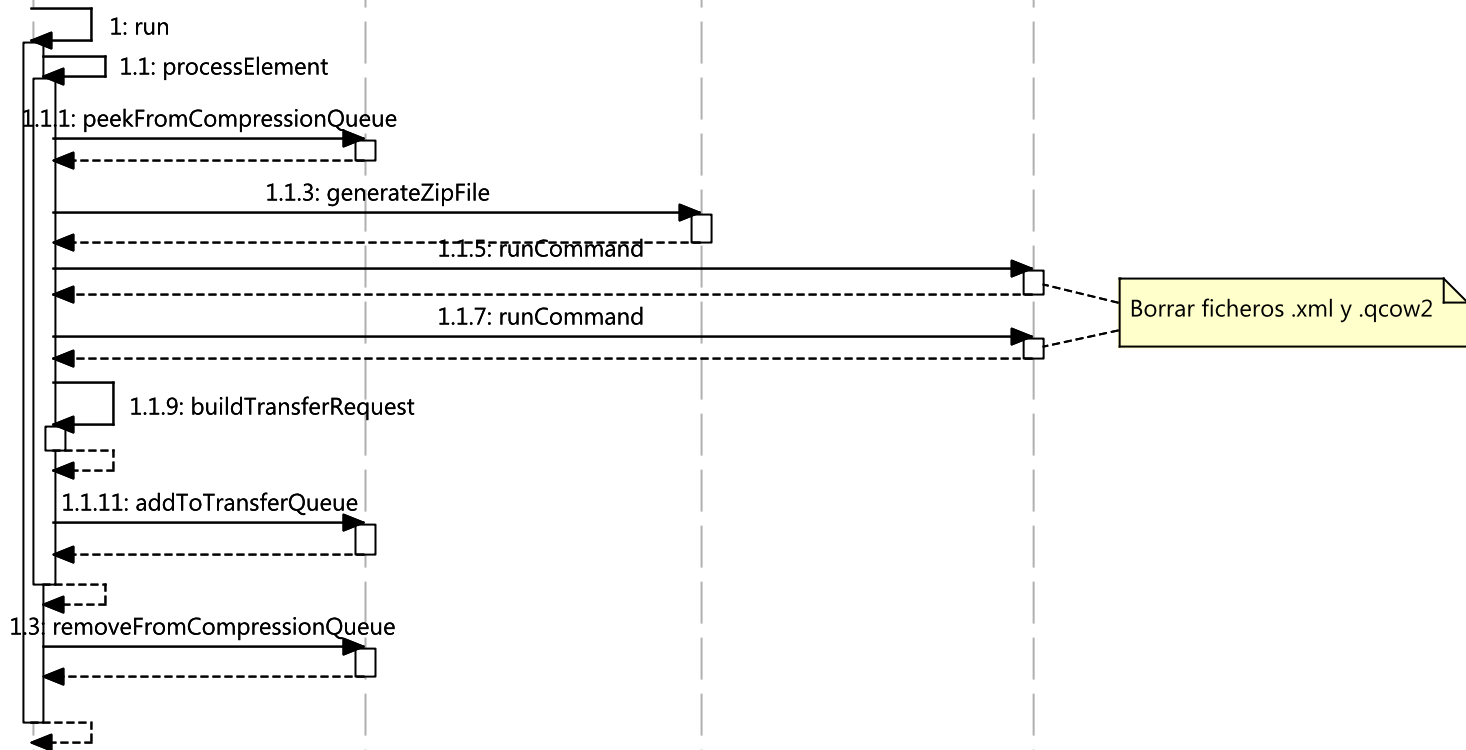 1: run
1.1: processElement
1.1.1: peekFromCompressionQueue
1.1.3: generateZipFile
1.1.5: runCommand
Borrar ficheros .xml y .qcow2
1.1.7: runCommand
1.1.9: buildTransferRequest
1.1.11: addToTransferQueue
1.3: removeFromCompressionQueue